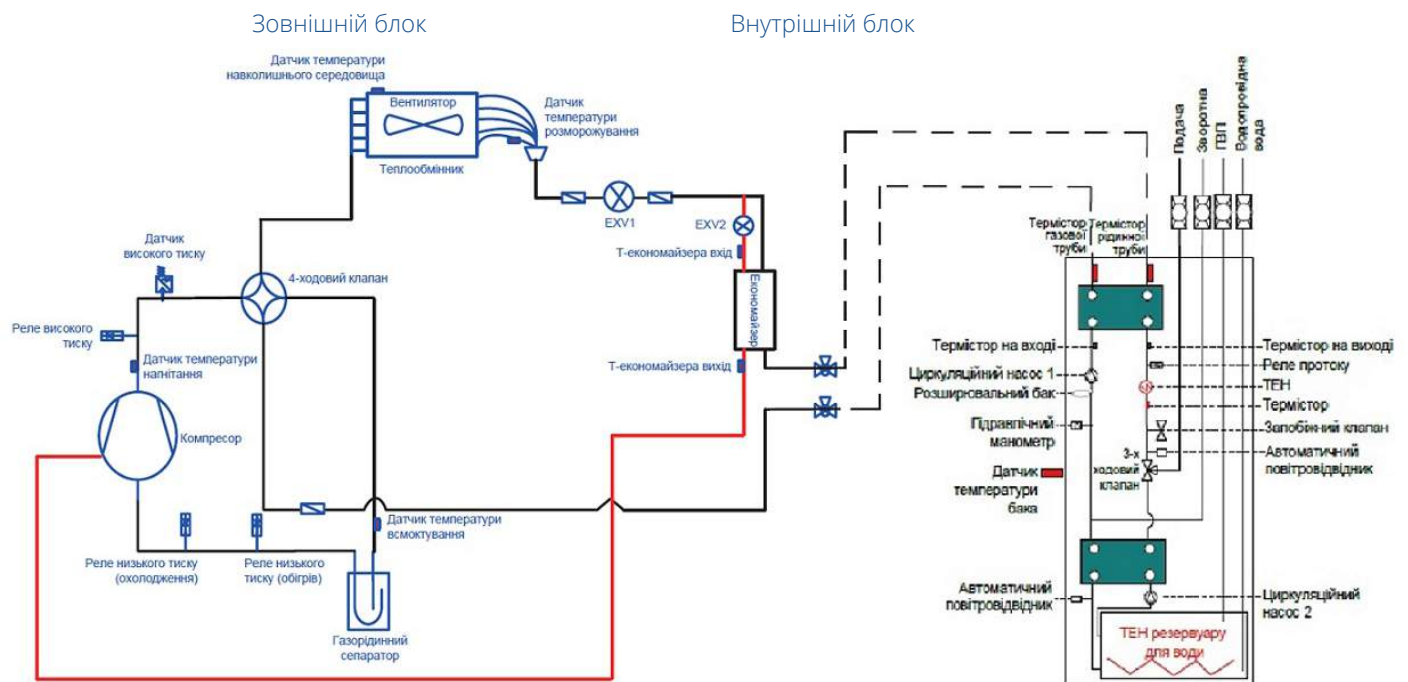 Зовнішній блок
Внутрішній блок
Датчик температури
навколишнього середовища
Вентилятор
Датчик
температури
розморожування
Теплообмінник
EXV1
EXV2
Т-економайзера вхід
Економайзер
Т-економайзера вихід
Датчик
високого тиску
4-ходовий клапан
Реле високого
тиску
Датчик температури
нагнітання
Компресор
Датчик температури
всмоктування
Реле низького тиску
(охолодження)
Реле низького
тиску (обігрів)
Газорідинний
сепаратор
Подача
Зворотна
ГВП
Водопровідна
вода
Термістор
газової
труби
Термістор
рідинної
труби
Термістор на вході
Термістор на виході
Реле протоку
Циркуляційний насос 1
ТЕН
Розширювальний бак
Термістор
Гідравлічний
манометр
Запобіжний клапан
3-х
ходовий
клапан
Автоматичний
повітровідвідник
Датчик
температури
бака
Автоматичний
повітровідвідник
Циркуляційний
насос 2
ТЕН резервуару
для води